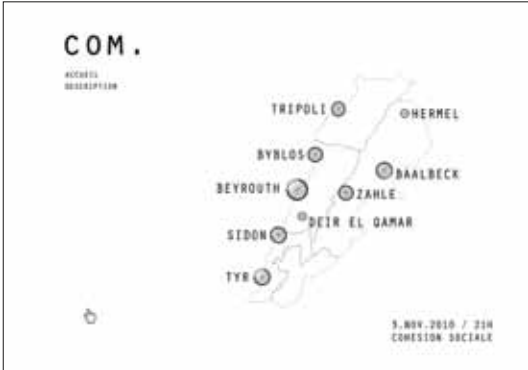 COM.
ACCUEIL
DESCRIPTION
TRIPOLI
HERMEL
BYBLOS
BAALBECK
BEYROUTH
ZAHLE
DEIR EL QAMAR
SIDON
TYR
5.NOV.2010 / 21H
COHESION SOCIALE